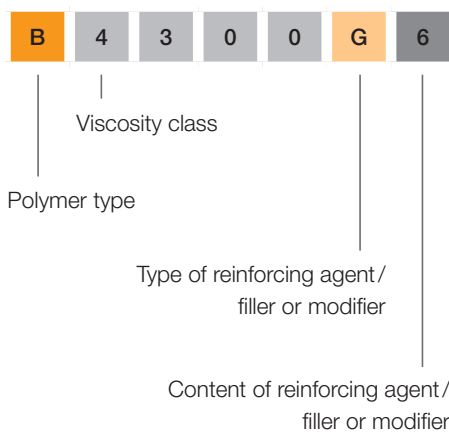 B 4 3 0 0 G 6
Viscosity class
Polymer type
Type of reinforcing agent /
filler or modifier
Content of reinforcing agent /
filler or modifier